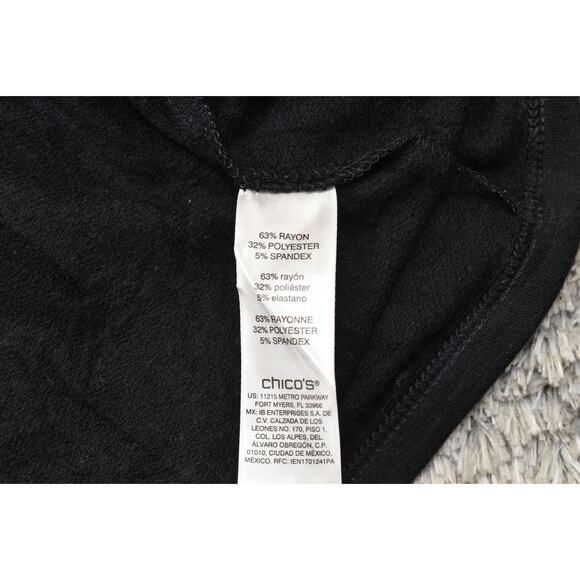 63% RAYON
32% POLYESTER
5% SPANDEX
63% rayón
32% poliéster
5% elastano
63% RAYONNE
32% POLYESTER
5% SPANDEX
chico's®
US: 11215 METRO PARKWAY
FORT MYERS, FL 33966
MX: IB ENTERPRISES S.A. DE
C.V. CALZADA DE LOS
LEONES NO. 170, PISO 1.
COL. LOS ALPES, DEL.
ÁLVARO OBREGÓN, C.P.
01010, CIUDAD DE MÉXICO,
MÉXICO. RFC: IEN1701241PA